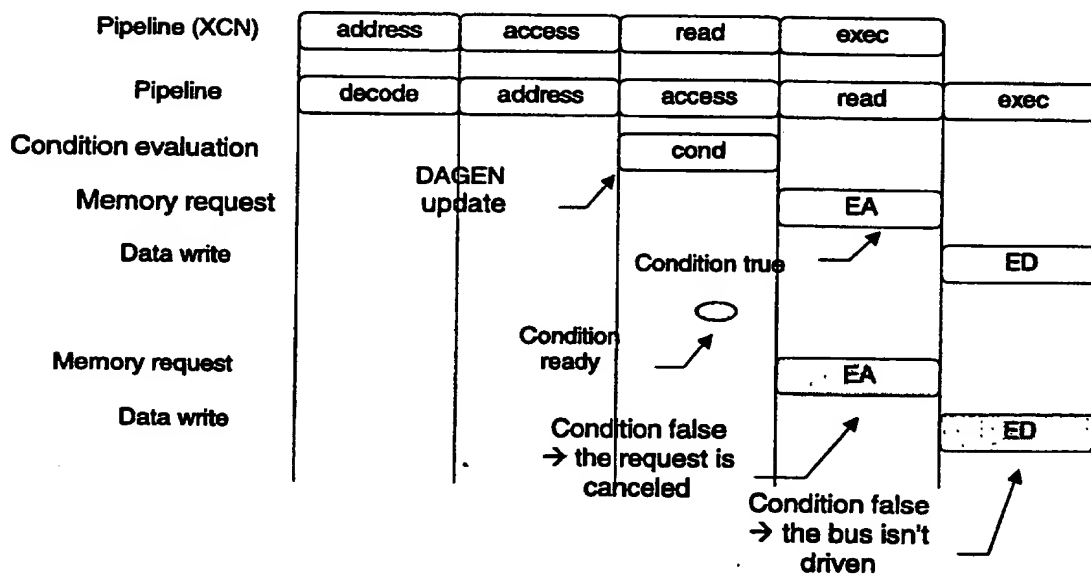 Pipeline (XCN) address access read exec
Pipeline decode address access read exec
Condition evaluation cond
DAGEN
update
Memory request EA
Data write Condition true ED
Condition
ready
Memory request EA
Data write ED
Condition false
→ the request is
canceled
Condition false
→ the bus isn't
driven